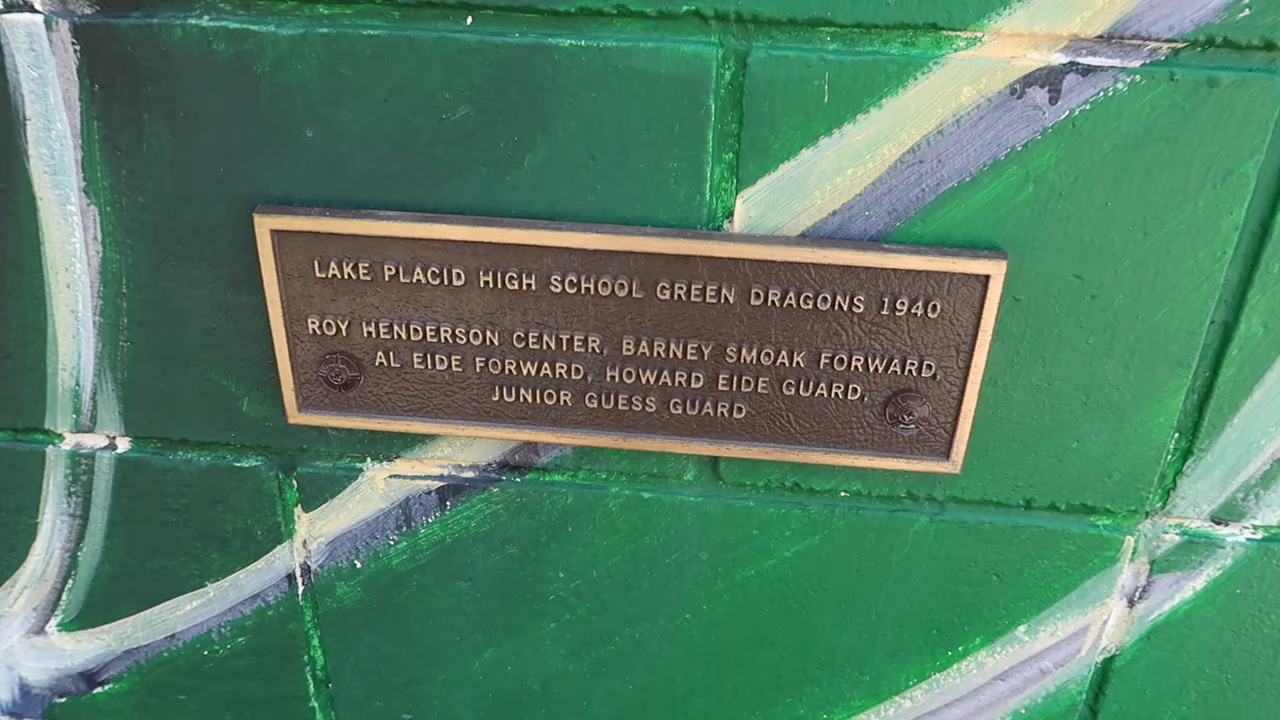 LAKE PLACID HIGH SCHOOL GREEN DRAGONS 1940
ROY HENDERSON CENTER, BARNEY SMOAK FORWARD,
AL EIDE FORWARD, HOWARD EIDE GUARD,
JUNIOR GUESS GUARD